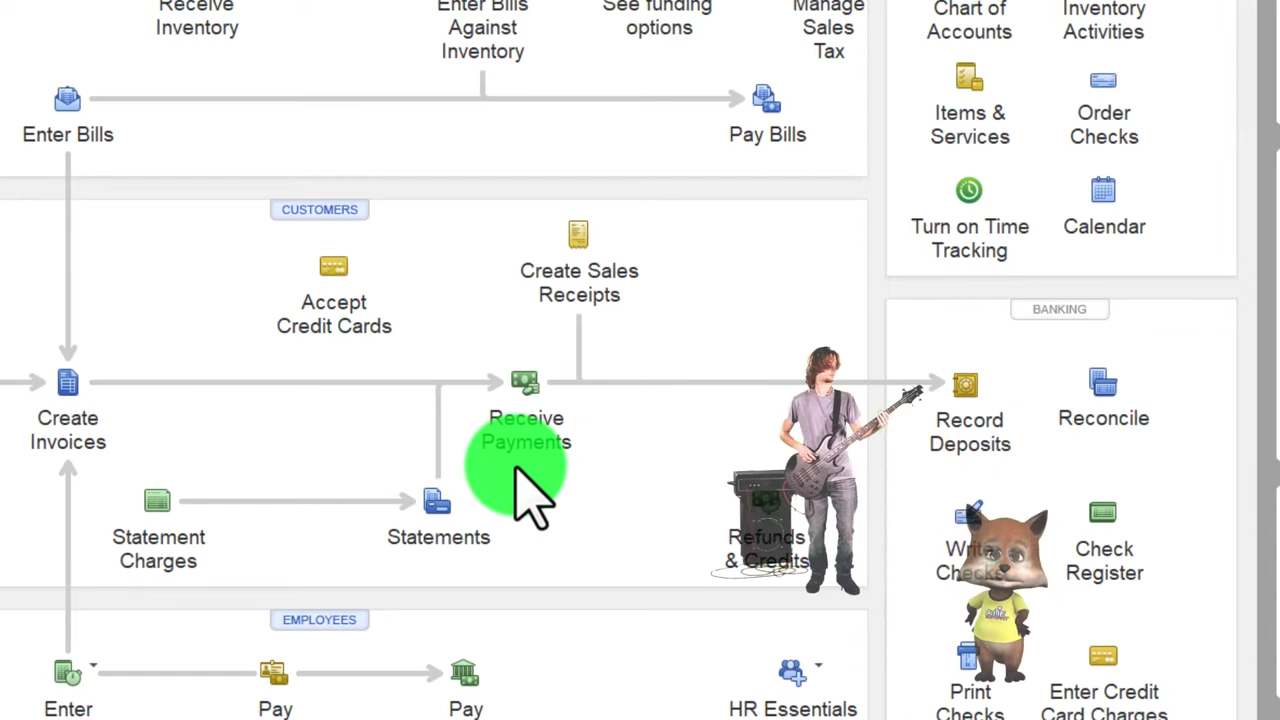 Receive
Inventory
Enter Bills
Against
Inventory
See funding
options
Manage
Sales
Tax
Chart of
Accounts
Inventory
Activities
Enter Bills
Pay Bills
Items &
Services
Order
Checks
Turn on Time
Tracking
Calendar
CUSTOMERS
Accept
Credit Cards
Create Sales
Receipts
BANKING
Create
Invoices
Receive
Payments
Record
Deposits
Reconcile
Statement
Charges
Statements
Refunds
& Credits
Write
Checks
Check
Register
EMPLOYEES
Enter
Pay
Pay
HR Essentials
Print
Checks
Enter Credit
Card Charges